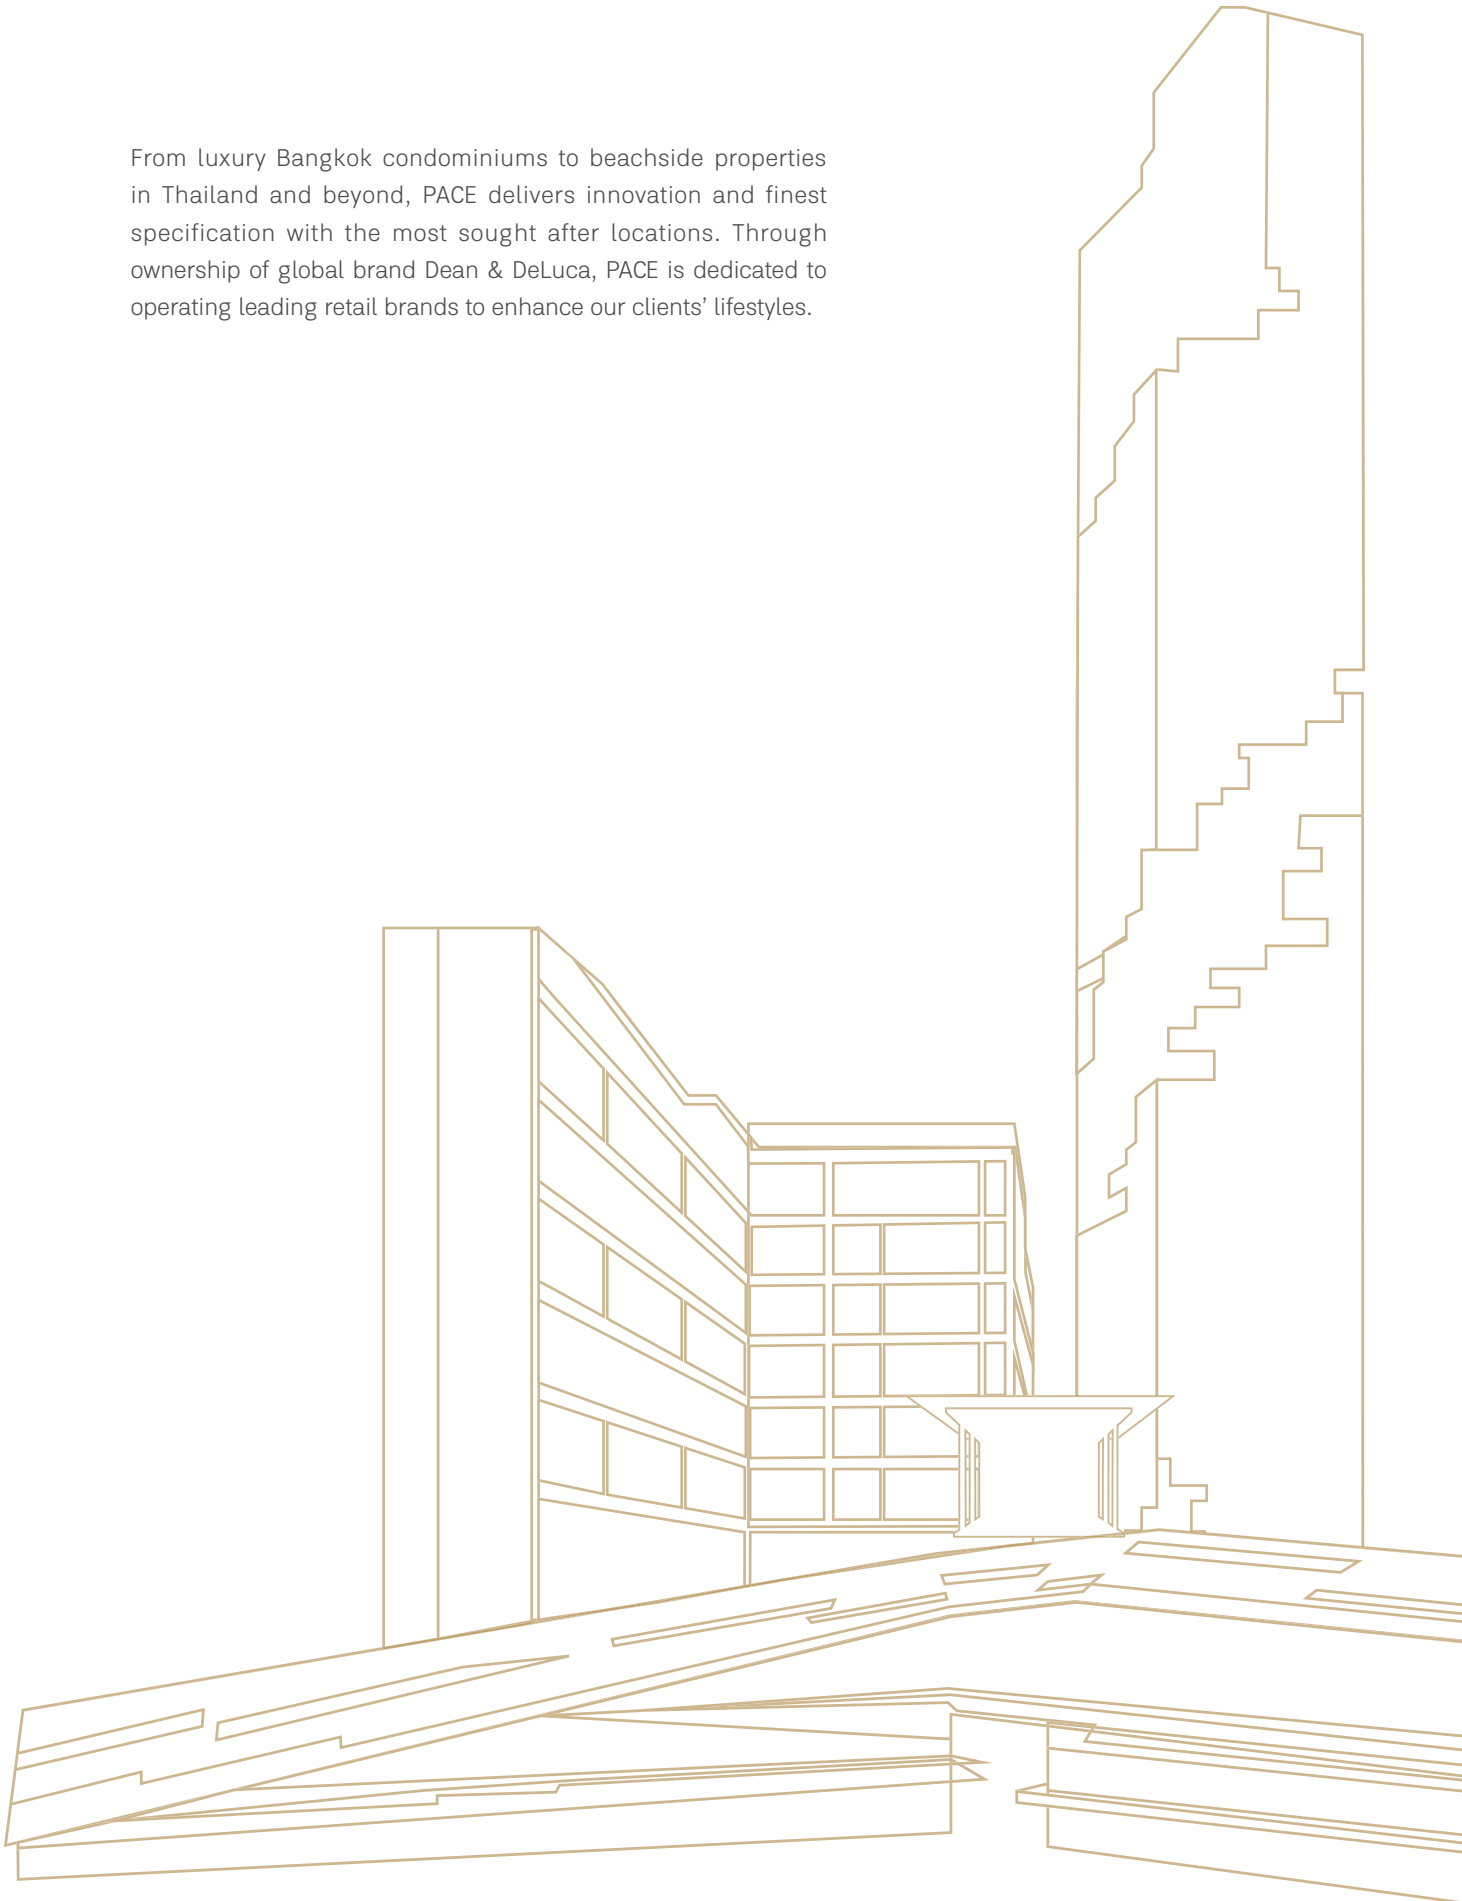 From luxury Bangkok condominiums to beachside properties
in Thailand and beyond, PACE delivers innovation and finest
specification with the most sought after locations. Through
ownership of global brand Dean & DeLuca, PACE is dedicated to
operating leading retail brands to enhance our clients’ lifestyles.